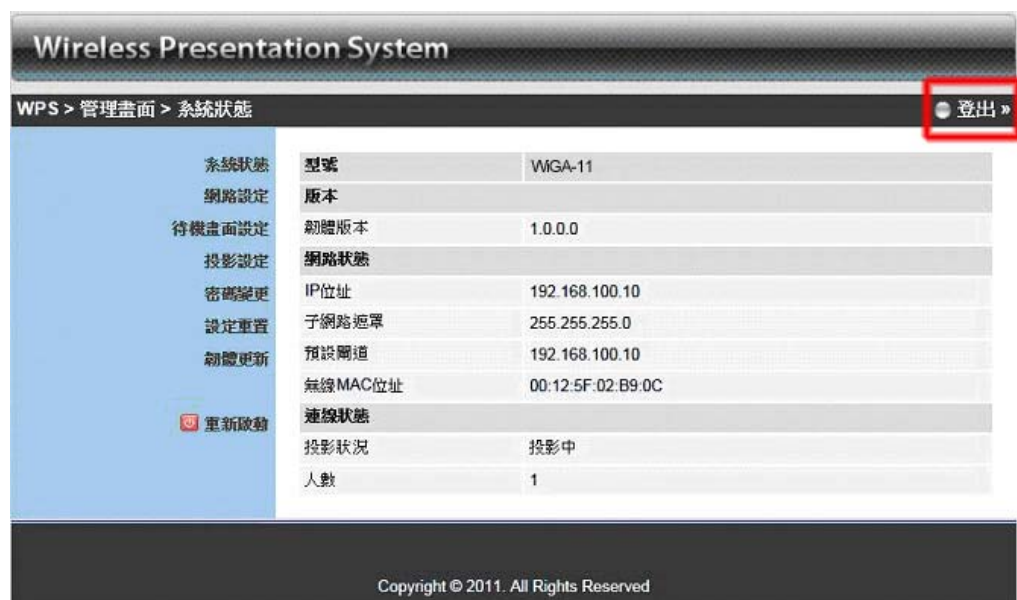 Wireless Presentation System
WPS > 管理畫面 > 系統狀態
登出 »
系統狀態
網路設定
待機畫面設定
投影設定
密碼變更
設定重置
韌體更新
重新啟動
型號 WiGA-11
版本
韌體版本 1.0.0.0
網路狀態
IP位址 192.168.100.10
子網路遮罩 255.255.255.0
預設閘道 192.168.100.10
無線MAC位址 00:12:5F:02:B9:0C
連線狀態
投影狀況 投影中
人數 1
Copyright © 2011. All Rights Reserved